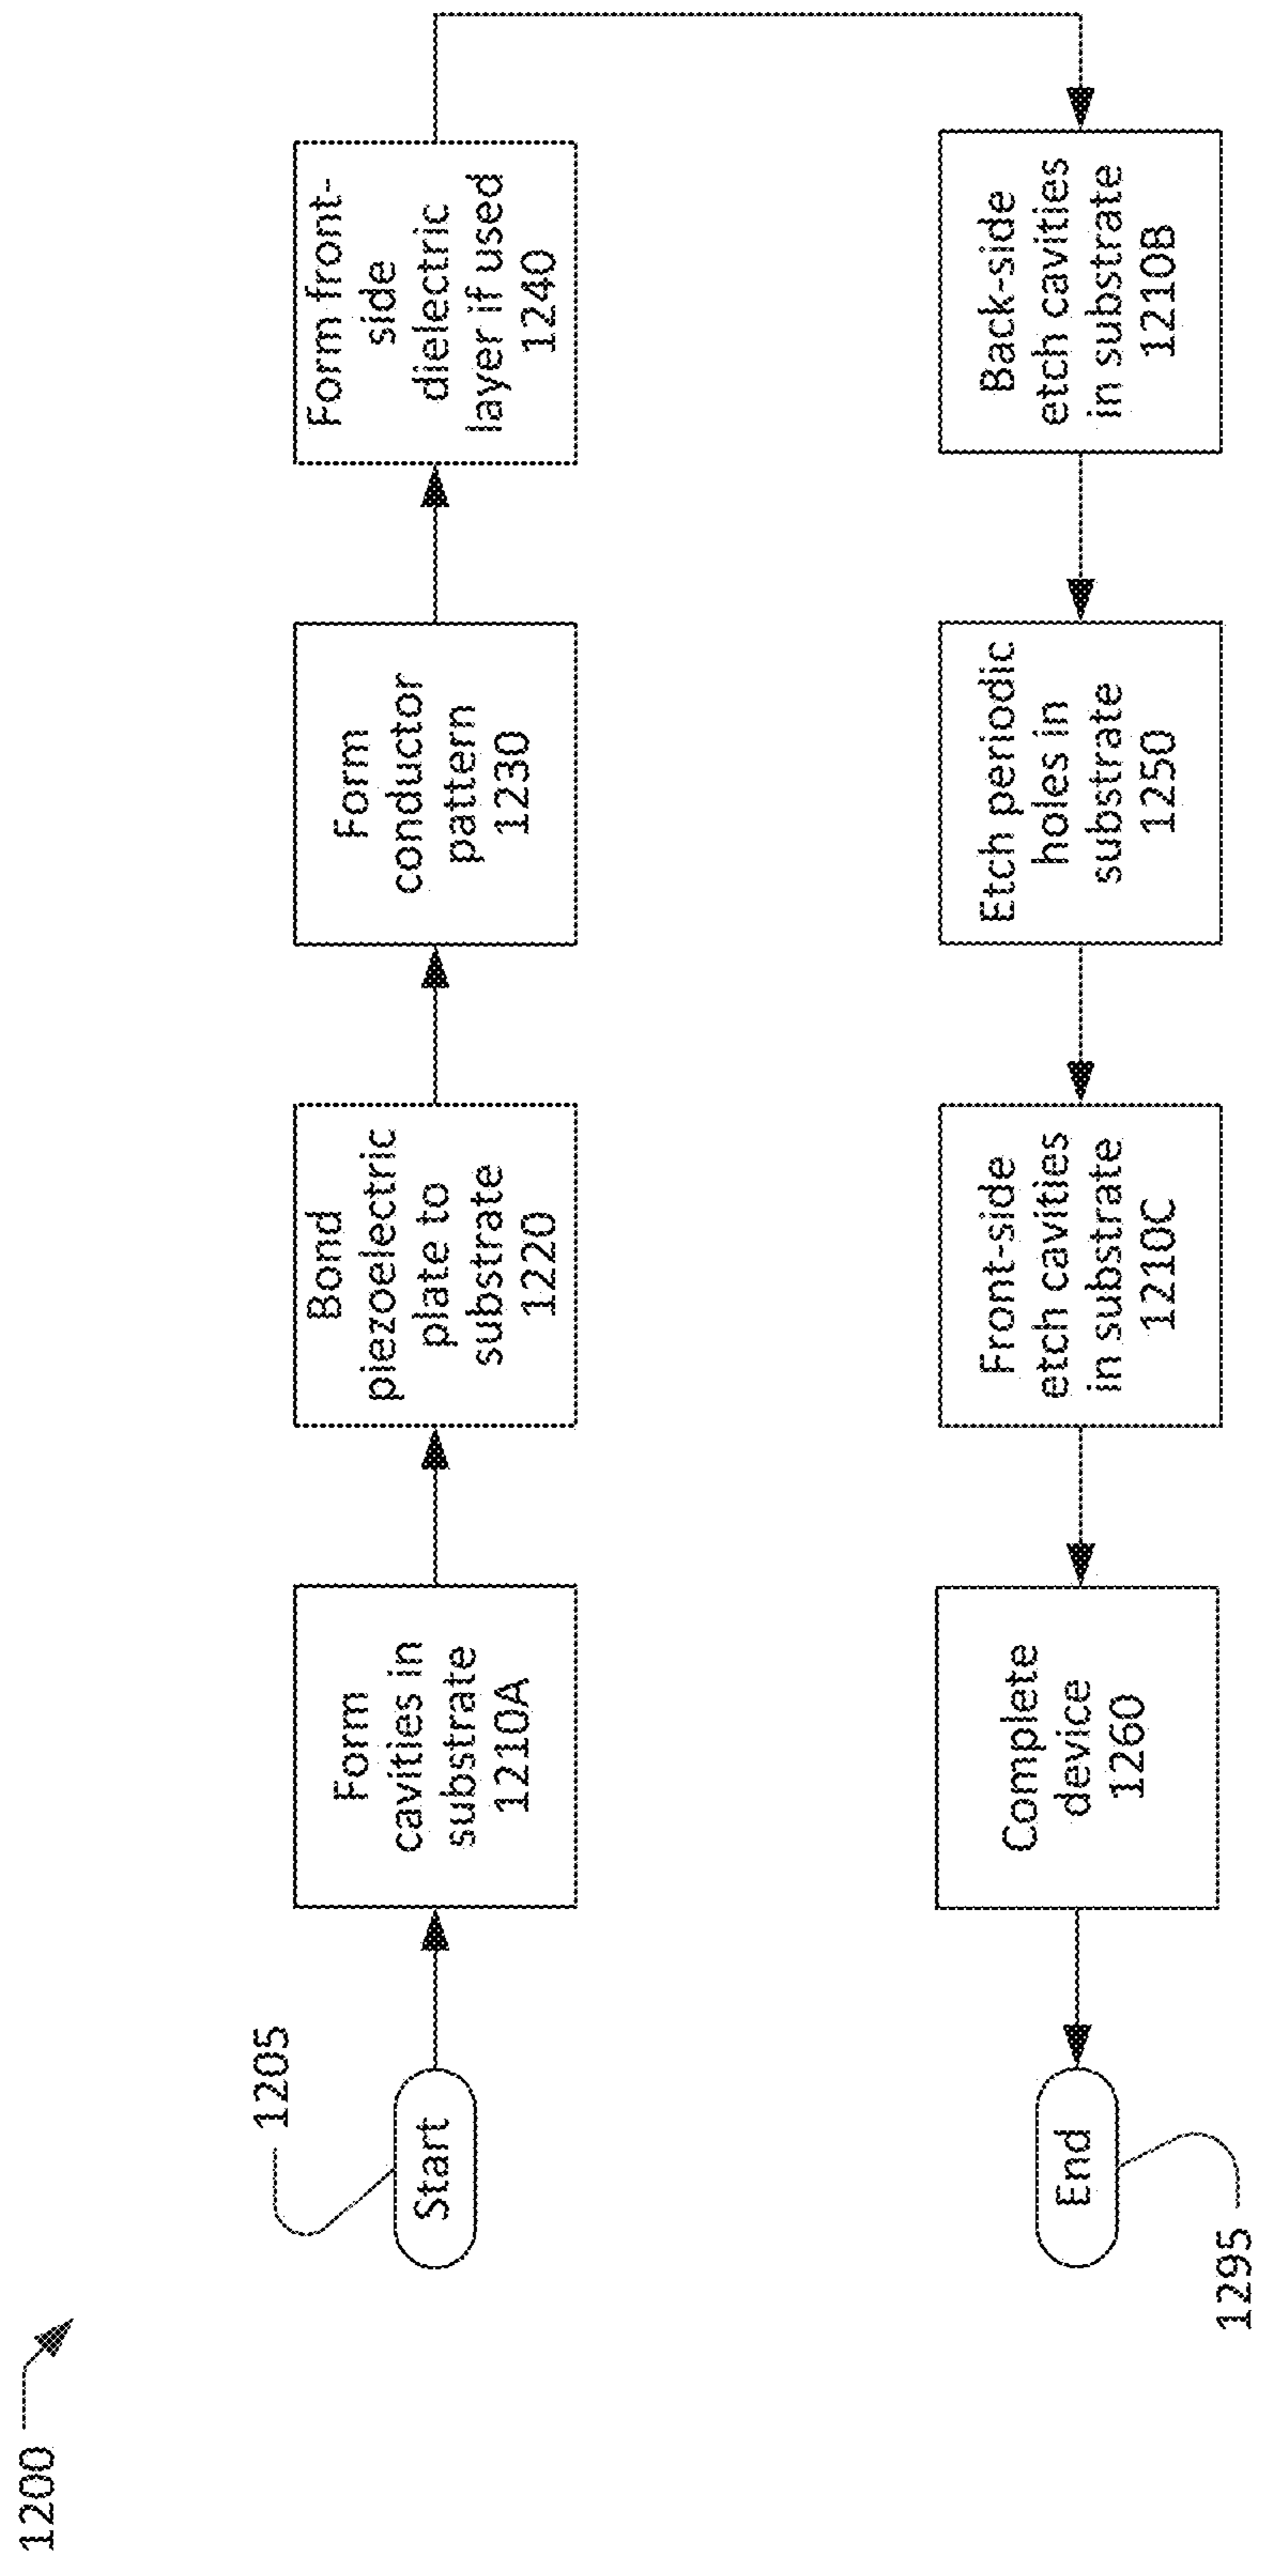 1200
1205
Start
Form
cavities in
substrate
1210A
Bond
piezoelectric
plate to
substrate
1220
Form
conductor
pattern
1230
Form front-
side
dielectric
layer if used
1240
Back-side
etch cavities
in substrate
1210B
Etch periodic
holes in
substrate
1250
Front-side
etch cavities
in substrate
1210C
Complete
device
1260
End
1295